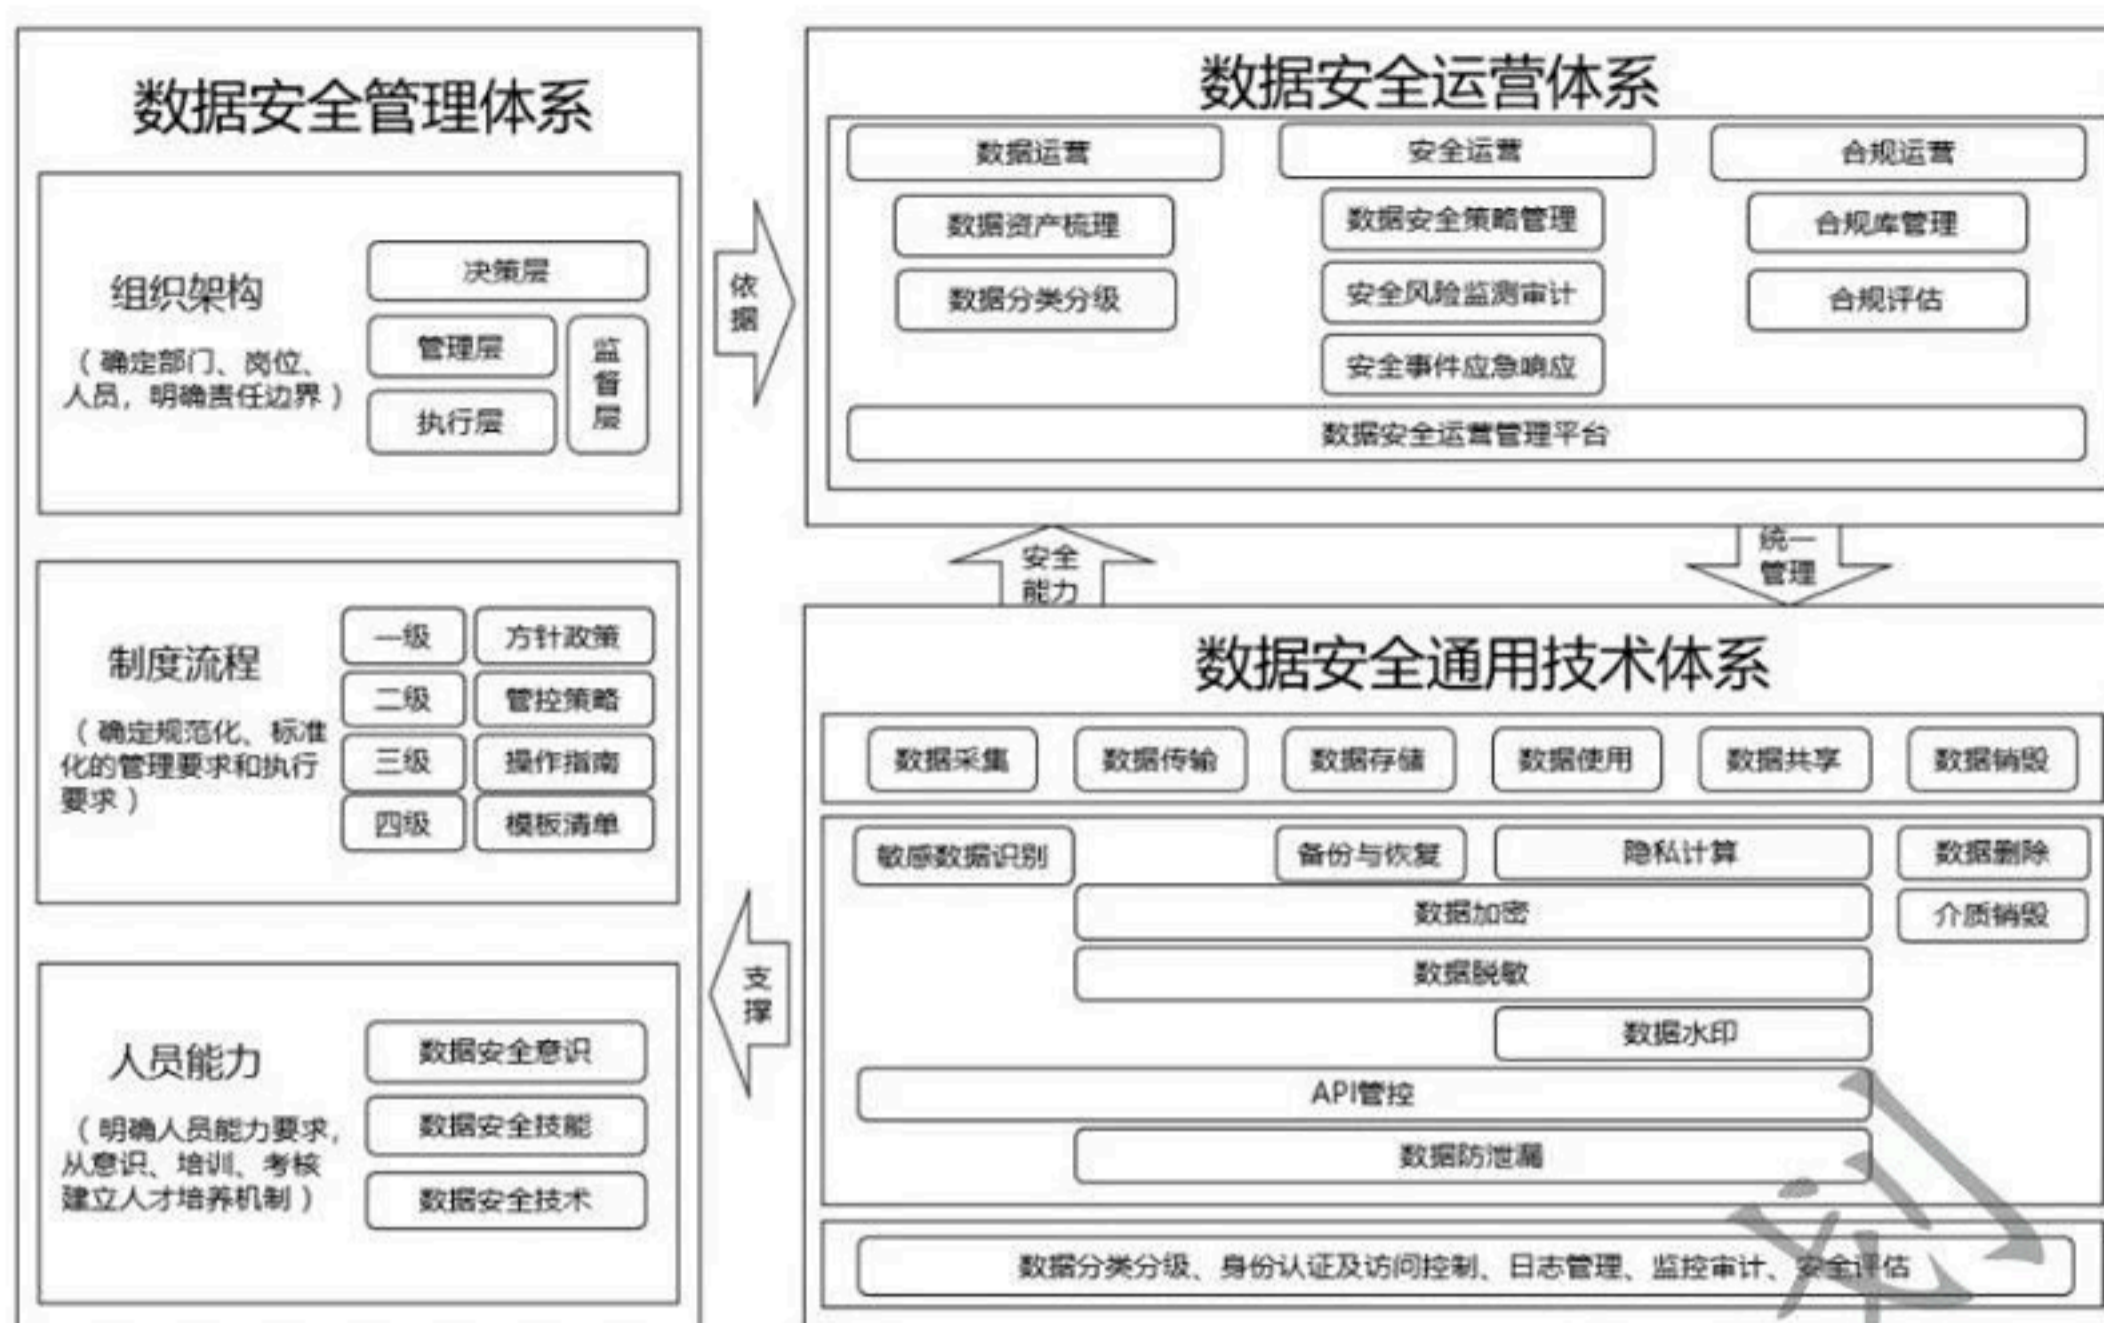 数据安全管理体系
组织架构
（确定部门、岗位、
人员，明确责任边界）
决策层
管理层
执行层
监督层
制度流程
（确定规范化、标准
化的管理要求和执行
要求）
一级
方针政策
二级
管控策略
三级
操作指南
四级
模板清单
人员能力
（明确人员能力要求，
从意识、培训、考核
建立人才培养机制）
数据安全意识
数据安全技能
数据安全技术
依据
支撑
数据安全运营体系
数据运营
安全运营
合规运营
数据资产梳理
数据安全策略管理
合规库管理
数据分类分级
安全风险监测审计
合规评估
安全事件应急响应
数据安全运营管理平台
安全
能力
统一
管理
数据安全通用技术体系
数据采集
数据传输
数据存储
数据使用
数据共享
数据销毁
敏感数据识别
备份与恢复
隐私计算
数据删除
数据加密
介质销毁
数据脱敏
数据水印
API管控
数据防泄漏
数据分类分级、身份认证及访问控制、日志管理、监控审计、安全评估